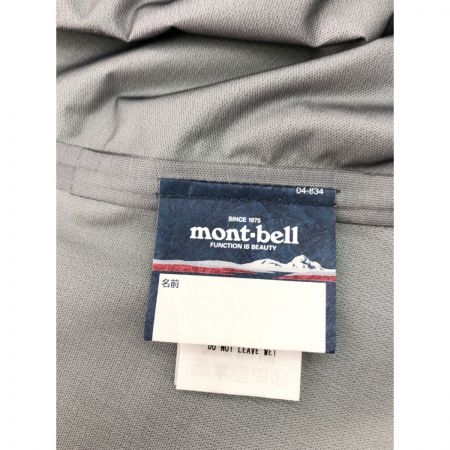 04-834
SINCE 1975
mont-bell
FUNCTION IS BEAUTY
名前
DO NOT LEAVE WET